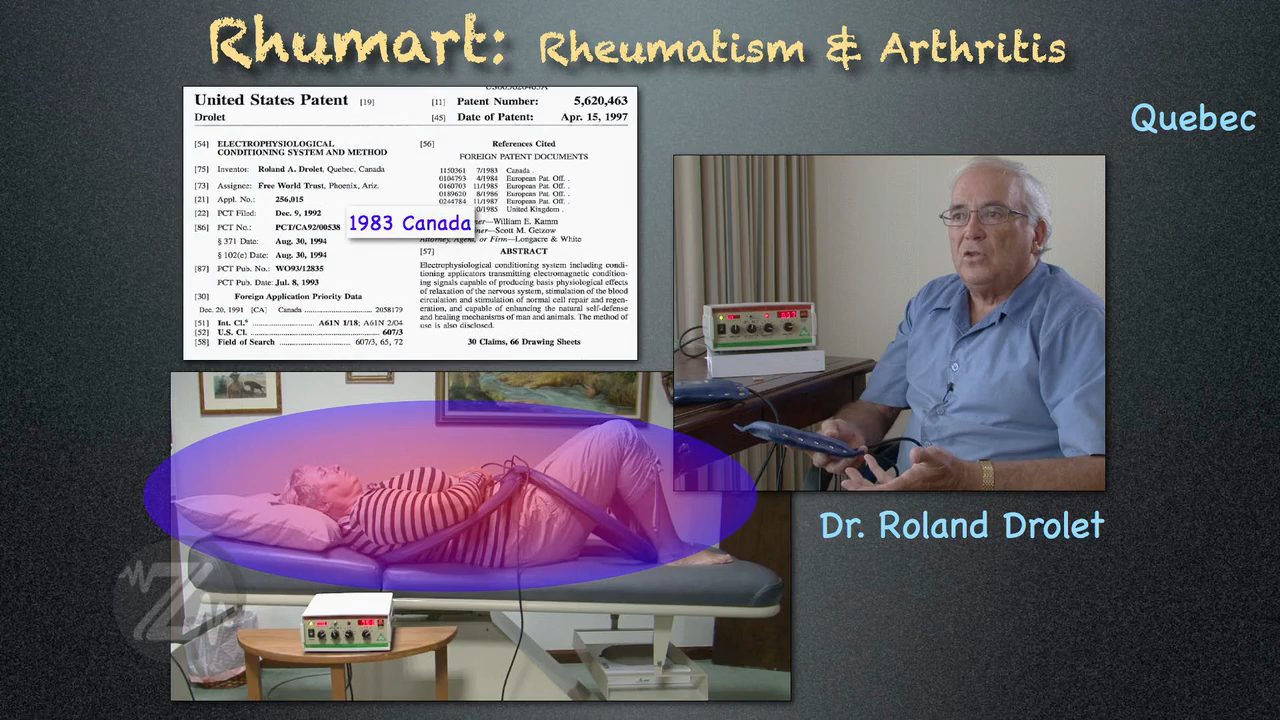 Rhumart: Rheumatism & Arthritis
Quebec
United States Patent [19]
Drolet
[11] Patent Number: 5,620,463
[45] Date of Patent: Apr. 15, 1997
[54] ELECTROPHYSIOLOGICAL
CONDITIONING SYSTEM AND METHOD
[75] Inventor: Roland A. Drolet, Quebec, Canada
[73] Assignee: Free World Trust, Phoenix, Ariz.
[21] Appl. No.: 256,015
[22] PCT Filed: Dec. 9, 1992
[86] PCT No.: PCT/CA92/00538
§ 371 Date: Aug. 30, 1994
§ 102(e) Date: Aug. 30, 1994
[87] PCT Pub. No.: WO93/12835
PCT Pub. Date: Jul. 8, 1993
[30] Foreign Application Priority Data
Dec. 20, 1991 [CA] Canada 2058179
[51] Int. Cl.⁶ A61N 1/18; A61N 2/04
[52] U.S. Cl. 607/3
[58] Field of Search 607/3, 65, 72
[56] References Cited
FOREIGN PATENT DOCUMENTS
1150361 7/1983 Canada .
0104793 4/1984 European Pat. Off. .
0160703 11/1985 European Pat. Off. .
0189620 8/1986 European Pat. Off. .
0244784 11/1987 European Pat. Off. .
10/1985 United Kingdom .
1983 Canada
—William E. Kamm
—Scott M. Getzow
Attorney, Agent, or Firm—Longacre & White
[57] ABSTRACT
Electrophysiological conditioning system including condi-
tioning applicators transmitting electromagnetic condition-
ing signals capable of producing basis physiological effects
of relaxation of the nervous system, stimulation of the blood
circulation and stimulation of normal cell repair and regen-
eration, and capable of enhancing the natural self-defense
and healing mechanisms of man and animals. The method of
use is also disclosed.
30 Claims, 66 Drawing Sheets
Dr. Roland Drolet